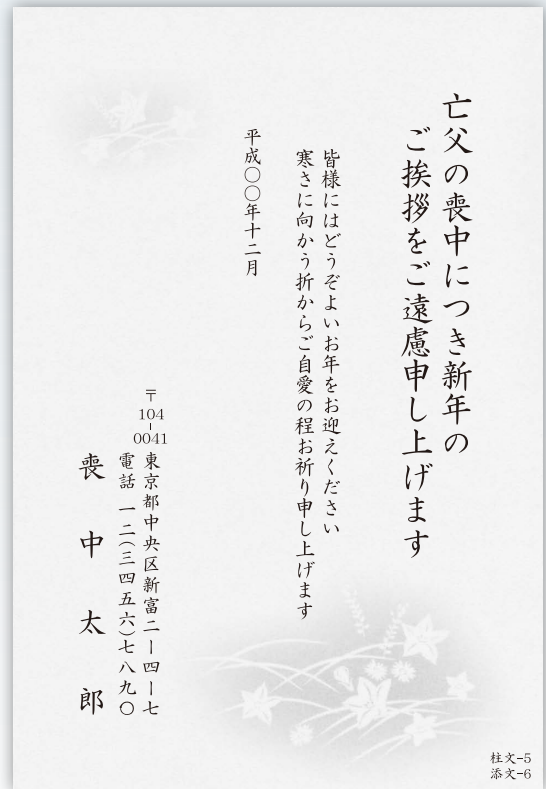 亡父の喪中につき新年の
ご挨拶をご遠慮申し上げます
皆様にはどうぞよいお年をお迎えください
寒さに向かう折からご自愛の程お祈り申し上げます
平成〇〇年十二月
〒104-0041
東京都中央区新富二ー四ー七
電話 一二(三四五六)七八九〇
喪中太郎
柱文-5
添文-6